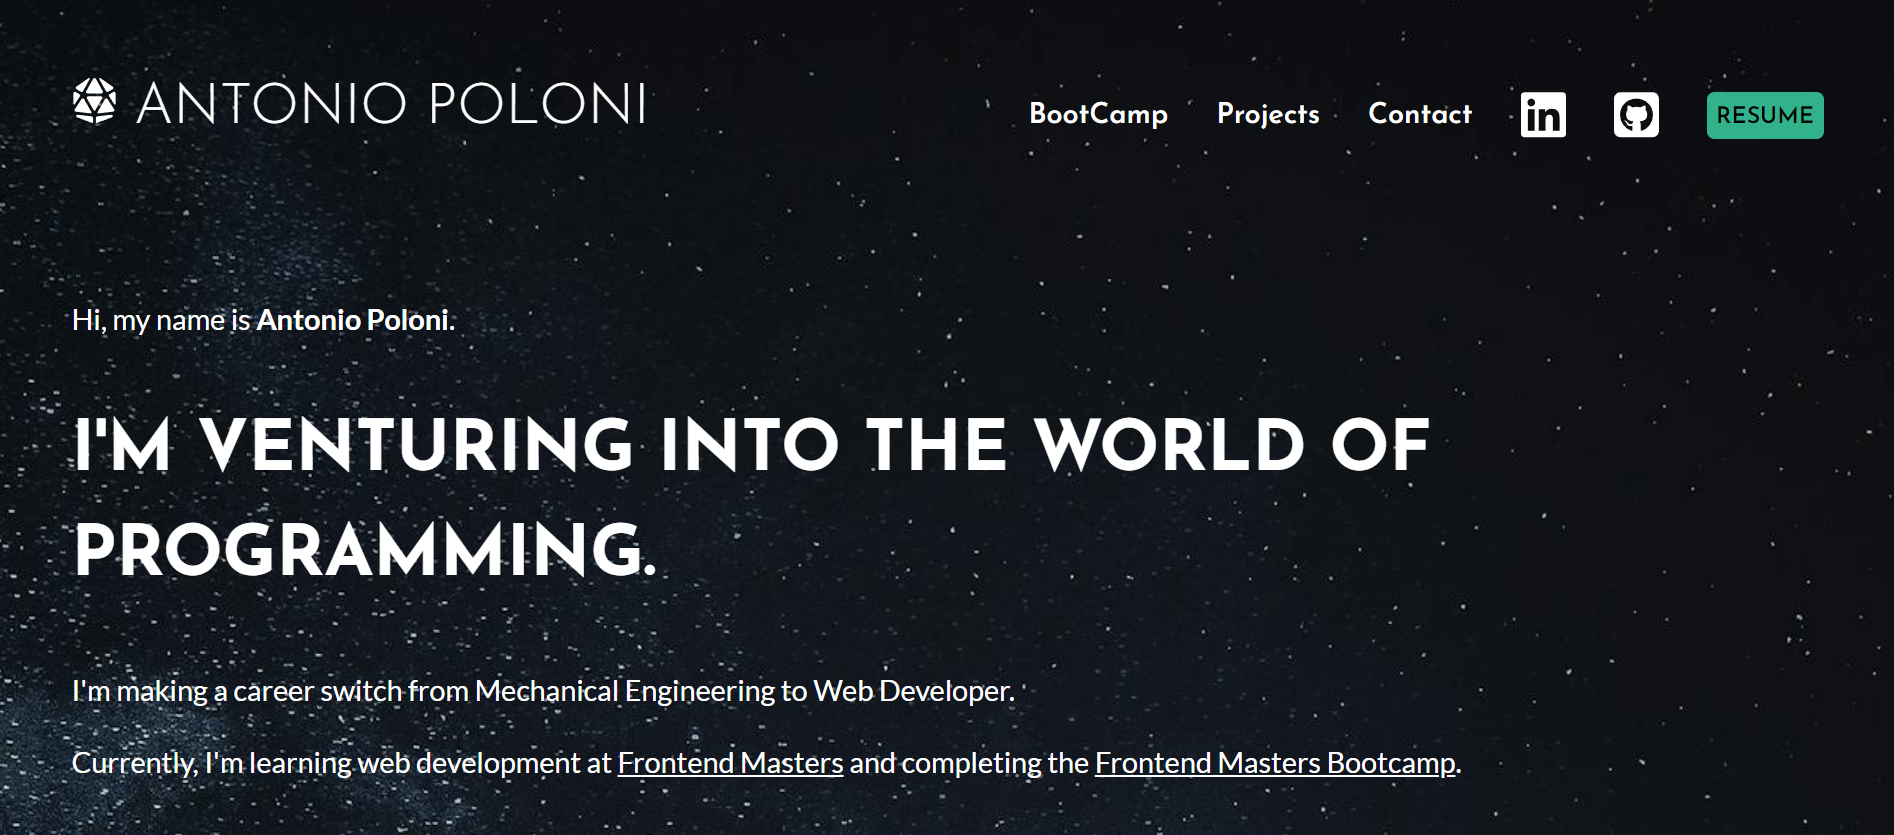 ANTONIO POLONI
BootCamp Projects Contact in RESUME
Hi, my name is Antonio Poloni.
I'M VENTURING INTO THE WORLD OF
PROGRAMMING.
I'm making a career switch from Mechanical Engineering to Web Developer.
Currently, I'm learning web development at Frontend Masters and completing the Frontend Masters Bootcamp.